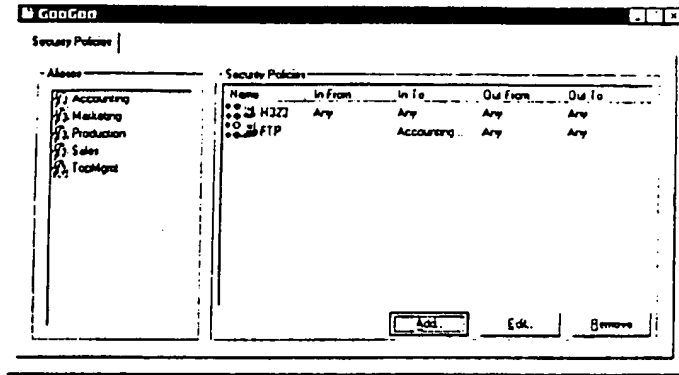 GooGoo
Security Policies
Aliases
Accounting
Marketing
Production
Sales
TopMgmt
Security Policies
Name In From In To Out From Out To
H323 Any Any Any Any
FTP Accounting .. Any Any
Add.. Edit.. Remove